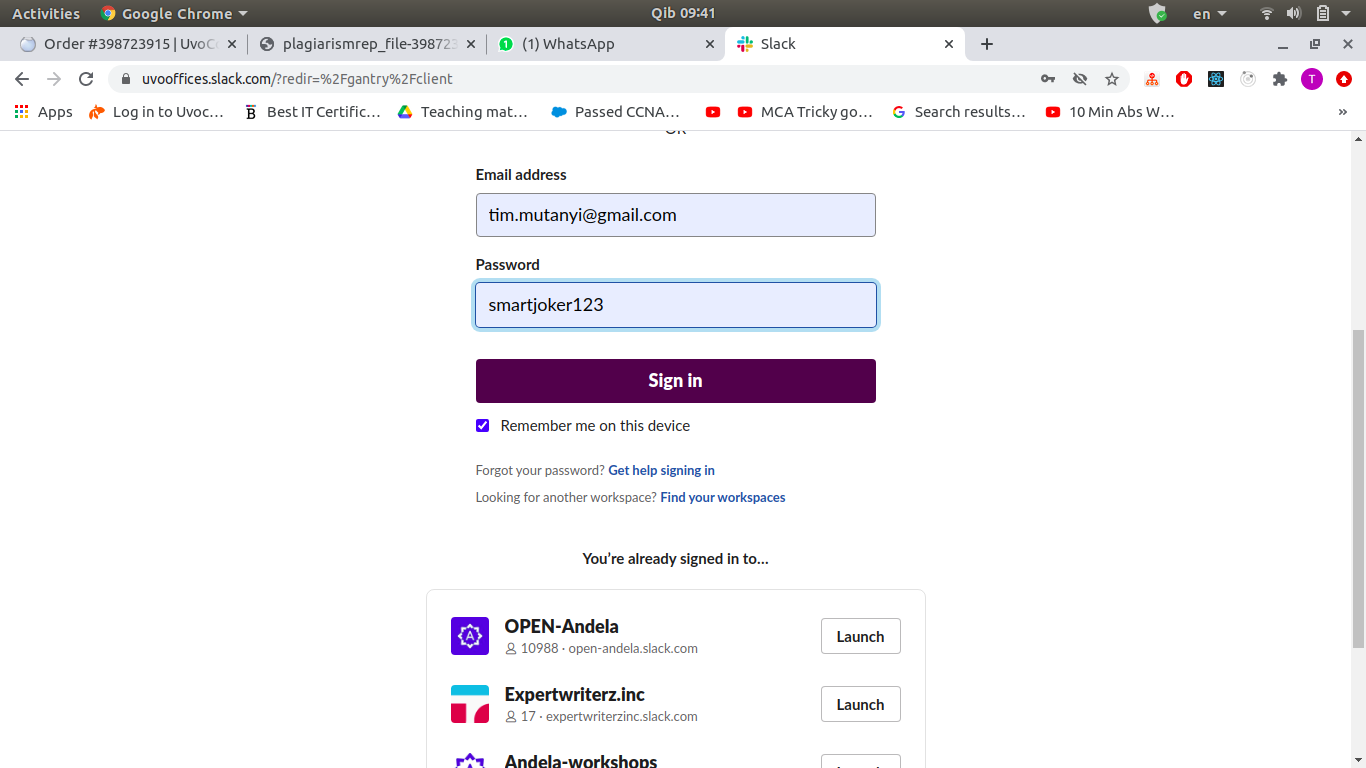 Activities Google Chrome Qib 09:41 en
Order #398723915 | UvoCo plagiarismrep_file-398723 (1) WhatsApp Slack
uvooffices.slack.com/?redir=%2Fgantry%2Fclient T
Apps Log in to Uvoc… Best IT Certific… Teaching mat… Passed CCNA… MCA Tricky go… Search results… 10 Min Abs W… »
OR
Email address
tim.mutanyi@gmail.com
Password
smartjoker123
Sign in
Remember me on this device
Forgot your password? Get help signing in
Looking for another workspace? Find your workspaces
You’re already signed in to…
OPEN-Andela
10988 · open-andela.slack.com
Launch
Expertwriterz.inc
17 · expertwriterzinc.slack.com
Launch
Andela-workshops